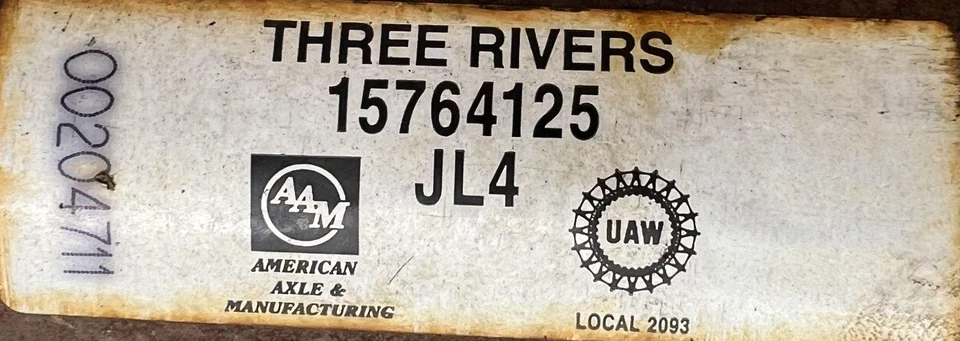 THREE RIVERS
15764125
JL4
00204711
AAM
AMERICAN
AXLE &
MANUFACTURING
UAW
LOCAL 2093